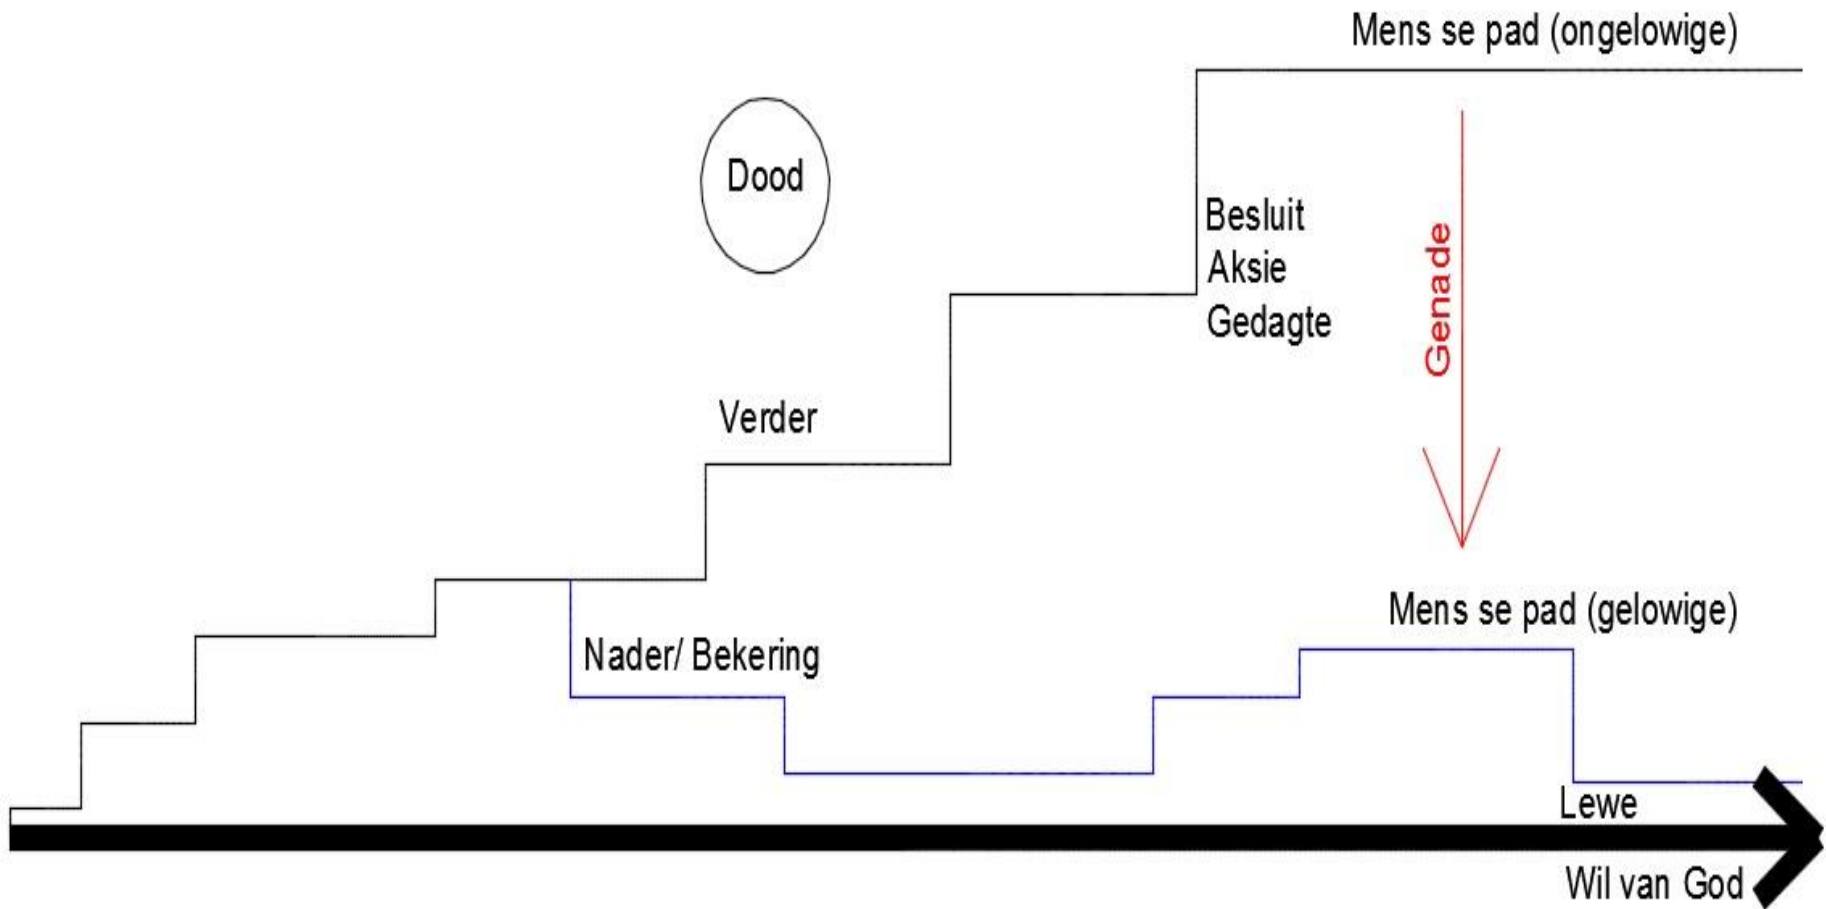 Mens se pad (ongelowige)
Dood
Besluit
Aksie
Gedagte
Genade
Verder
Mens se pad (gelowige)
Nader/ Bekering
Lewe
Wil van God